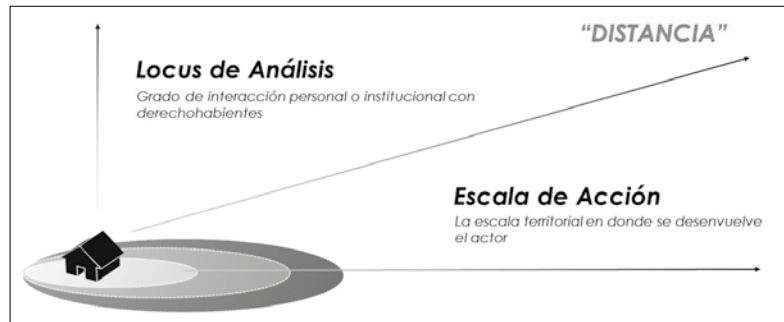 “DISTANCIA”
Locus de Análisis
Grado de interacción personal o institucional con
derechohabientes
Escala de Acción
La escala territorial en donde se desenvuelve
el actor